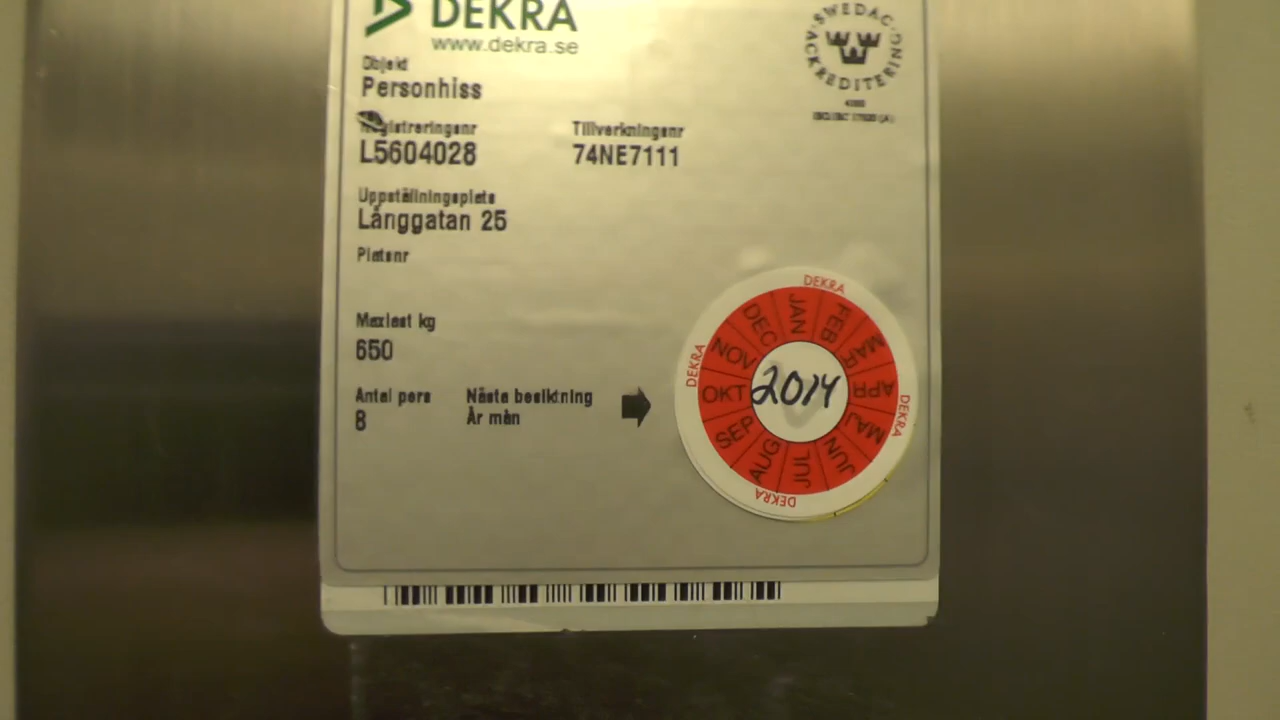 DEKRA
www.dekra.se
SWEDAC ACKREDITERING
Objekt
Personhiss
Registreringsnr Tillverkningsnr
L5604028 74NE7111
Uppställningsplats
Långgatan 25
Platsnr
Maxlast kg
650
Antal pers Nästa besiktning
8 År mån
DEKRA
DEKRA
DEKRA
DEKRA
JAN
FEB
MAR
APR
MAJ
JUN
JUL
AUG
SEP
OKT
NOV
DEC
2014